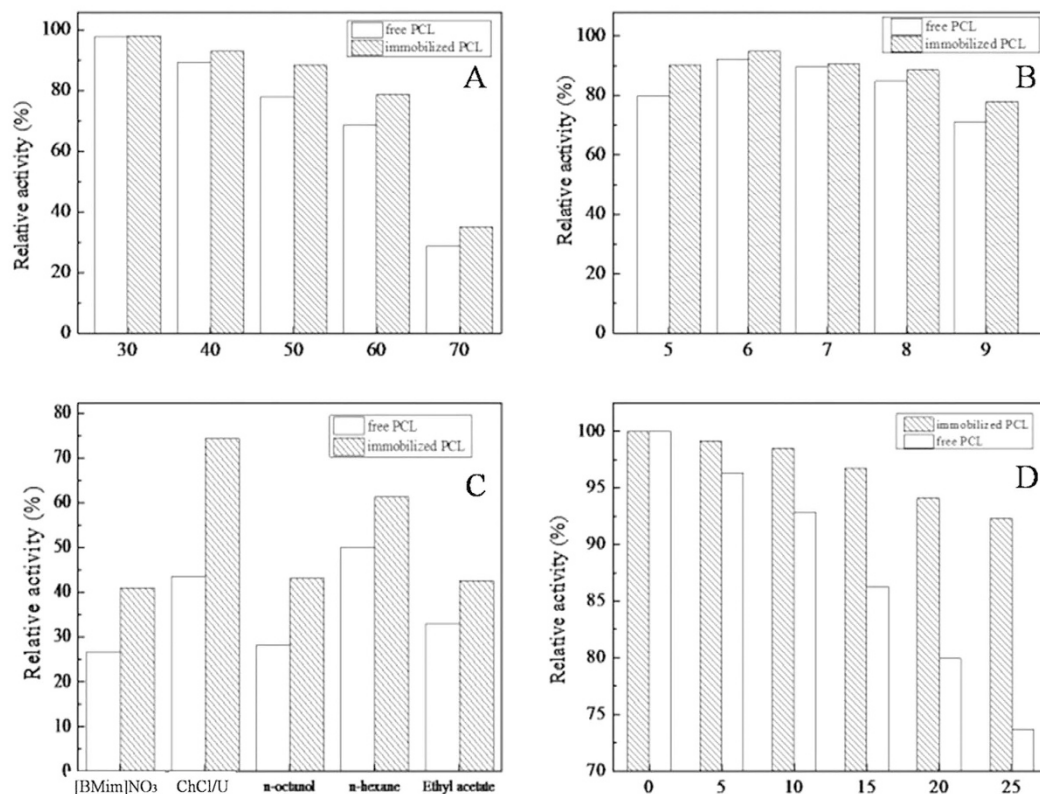 100
80
60
40
20
0
Relative activity (%)
free PCL
immobilized PCL
A
30 40 50 60 70
100
80
60
40
20
0
Relative activity (%)
free PCL
immobilized PCL
B
5 6 7 8 9
80
70
60
50
40
30
20
10
0
Relative activity (%)
free PCL
immobilized PCL
C
[BMim]NO₃ ChCl/U n-octanol n-hexane Ethyl acetate
100
95
90
85
80
75
70
Relative activity (%)
immobilized PCL
free PCL
D
0 5 10 15 20 25